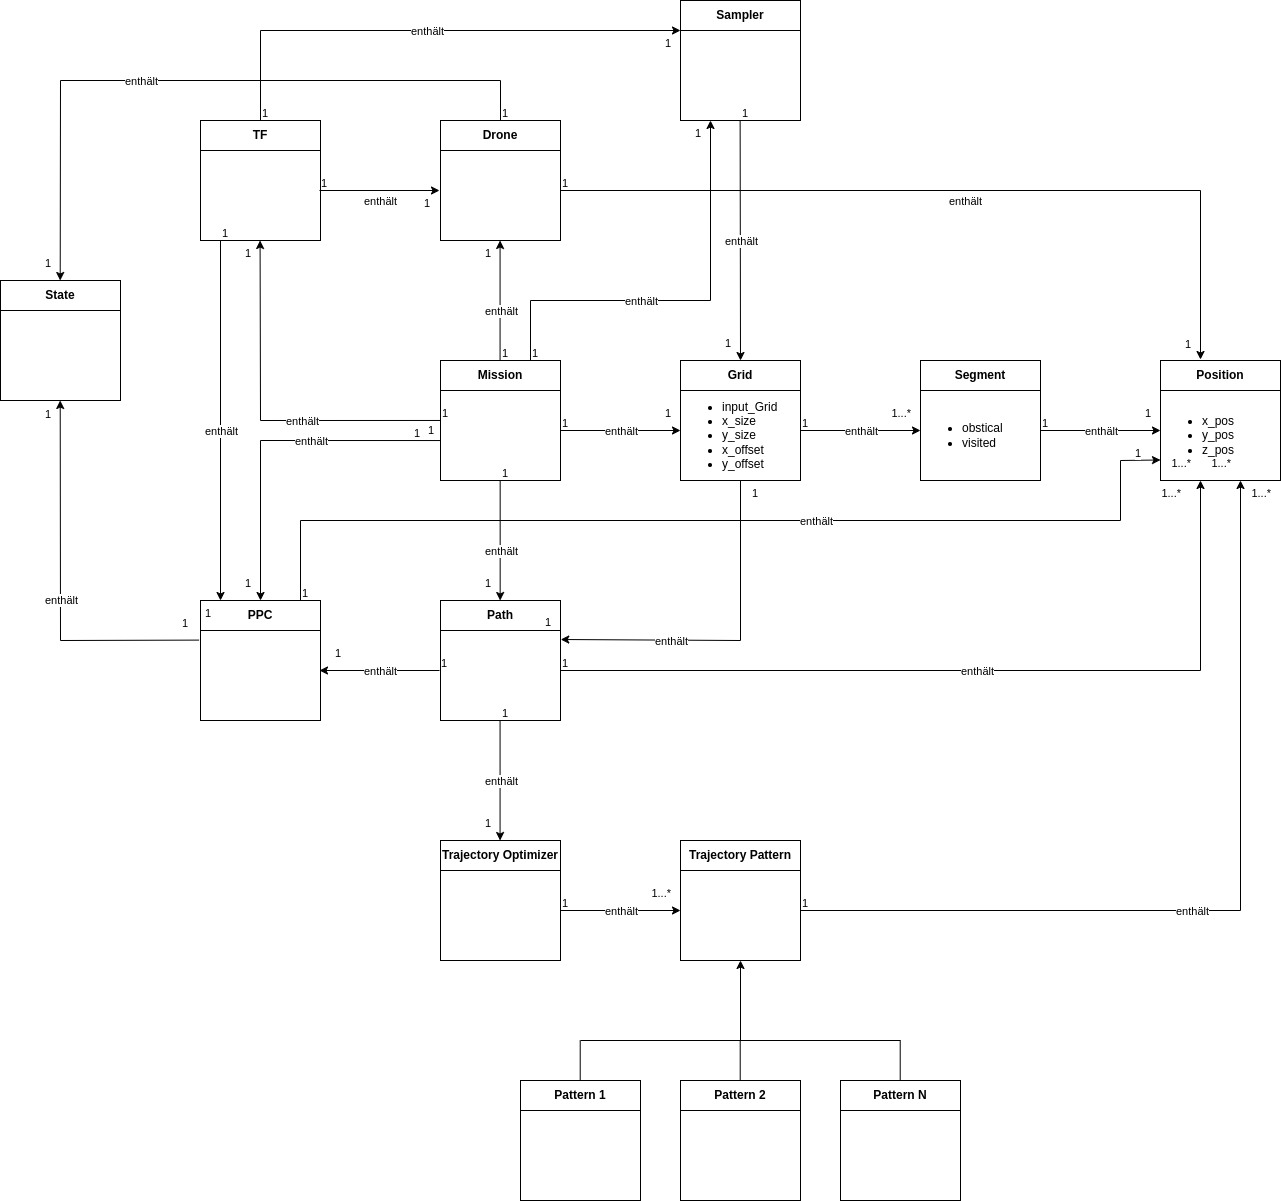 Sampler
enthält
1
enthält
1
1
1
1
TF
Drone
1
1
1
enthält
1
enthält
1
enthält
1
1
1
State
enthält
enthält
1
1
1
1
Mission
Grid
Segment
Position
input_Grid
x_size
y_size
x_offset
y_offset
obstical
visited
x_pos
y_pos
z_pos
1
1
1
1...*
1
1
enthält
1
enthält
1
enthält
enthält
enthält
1
1
enthält
1
1...*
1...*
1
1
1...*
1...*
enthält
enthält
1
1
1
enthält
1
PPC
Path
1
1
1
enthält
1
1
1
enthält
enthält
1
enthält
1
Trajectory Optimizer
Trajectory Pattern
1
1...*
1
enthält
enthält
Pattern 1
Pattern 2
Pattern N